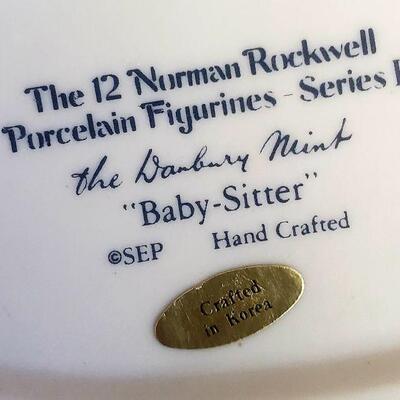 The 12 Norman Rockwell
Porcelain Figurines - Series
the Danbury Mint
"Baby-Sitter"
©SEP Hand Crafted
Crafted
in Korea